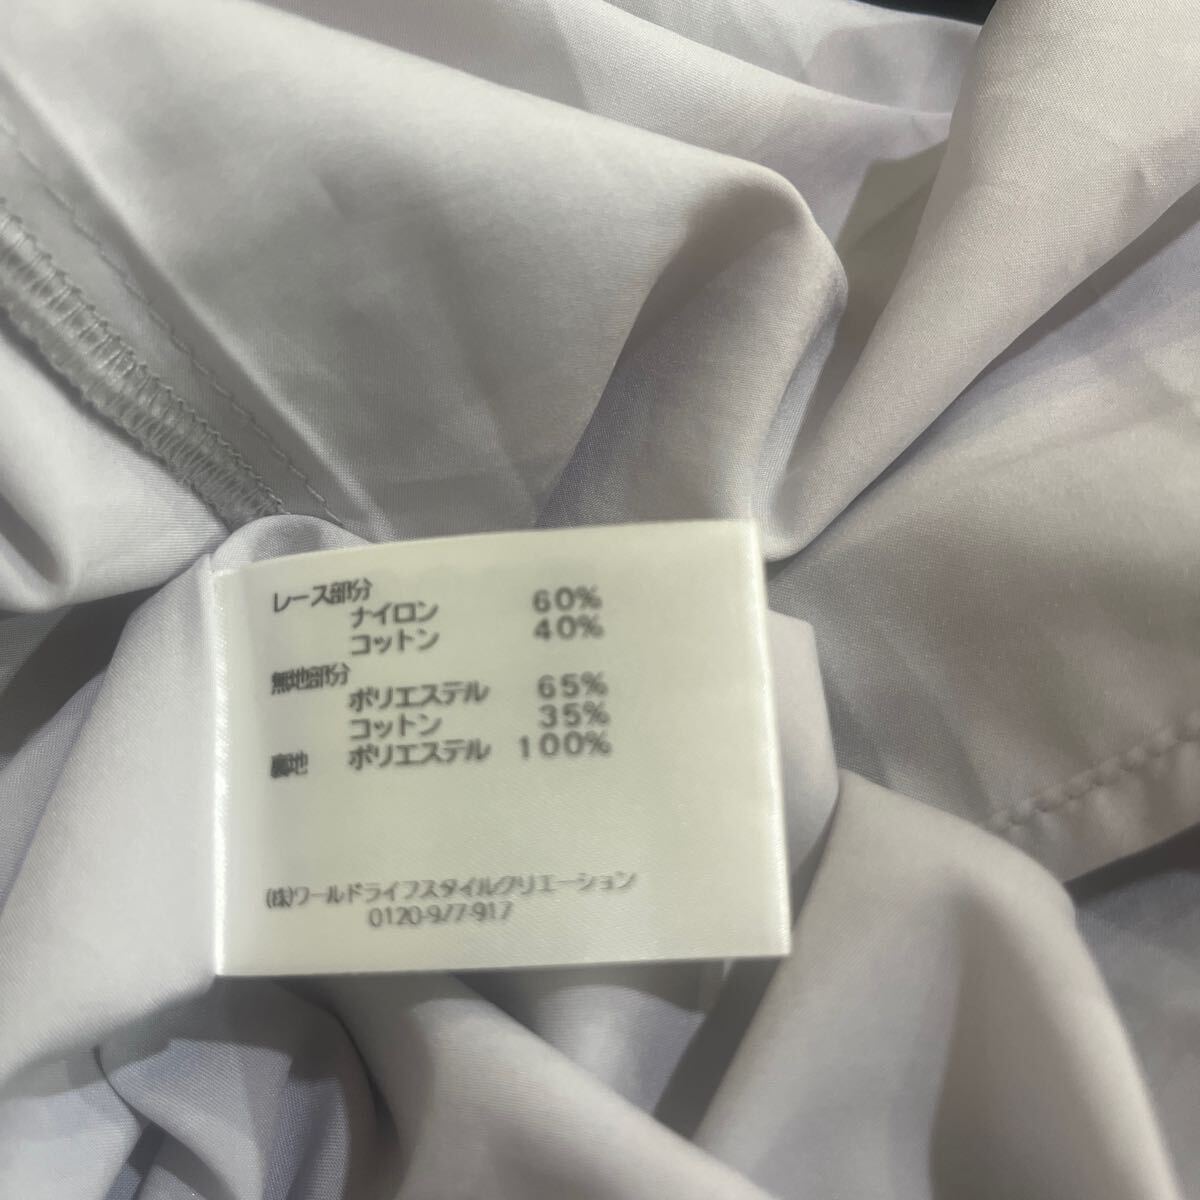 レース部分
ナイロン 60%
コットン 40%
無地部分
ポリエステル 65%
コットン 35%
裏地 ポリエステル 100%
(株)ワールドライフスタイルクリエーション
0120-977-917